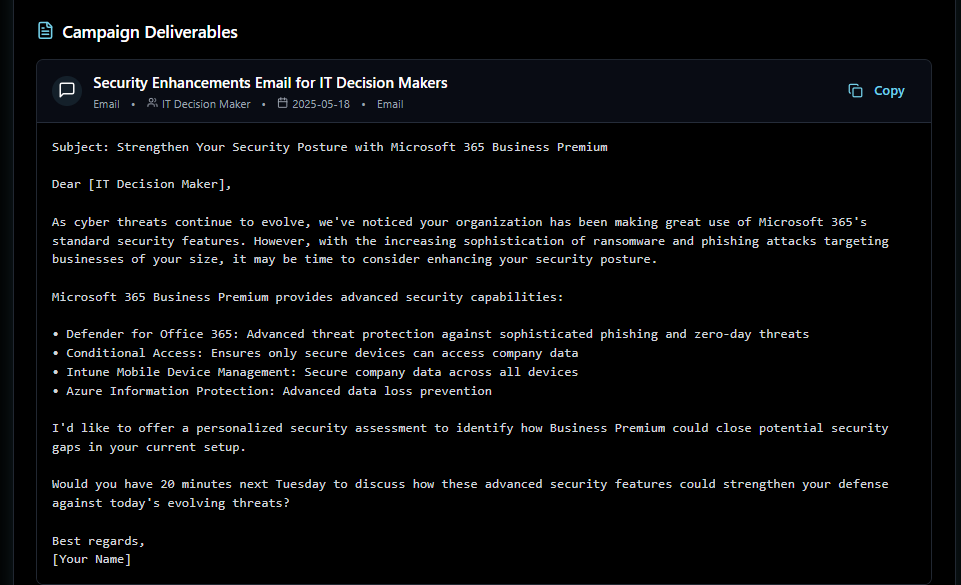 Campaign Deliverables
Security Enhancements Email for IT Decision Makers
Email • IT Decision Maker • 2025-05-18 • Email
Copy
Subject: Strengthen Your Security Posture with Microsoft 365 Business Premium
Dear [IT Decision Maker],
As cyber threats continue to evolve, we've noticed your organization has been making great use of Microsoft 365's
standard security features. However, with the increasing sophistication of ransomware and phishing attacks targeting
businesses of your size, it may be time to consider enhancing your security posture.
Microsoft 365 Business Premium provides advanced security capabilities:
• Defender for Office 365: Advanced threat protection against sophisticated phishing and zero-day threats
• Conditional Access: Ensures only secure devices can access company data
• Intune Mobile Device Management: Secure company data across all devices
• Azure Information Protection: Advanced data loss prevention
I'd like to offer a personalized security assessment to identify how Business Premium could close potential security
gaps in your current setup.
Would you have 20 minutes next Tuesday to discuss how these advanced security features could strengthen your defense
against today's evolving threats?
Best regards,
[Your Name]